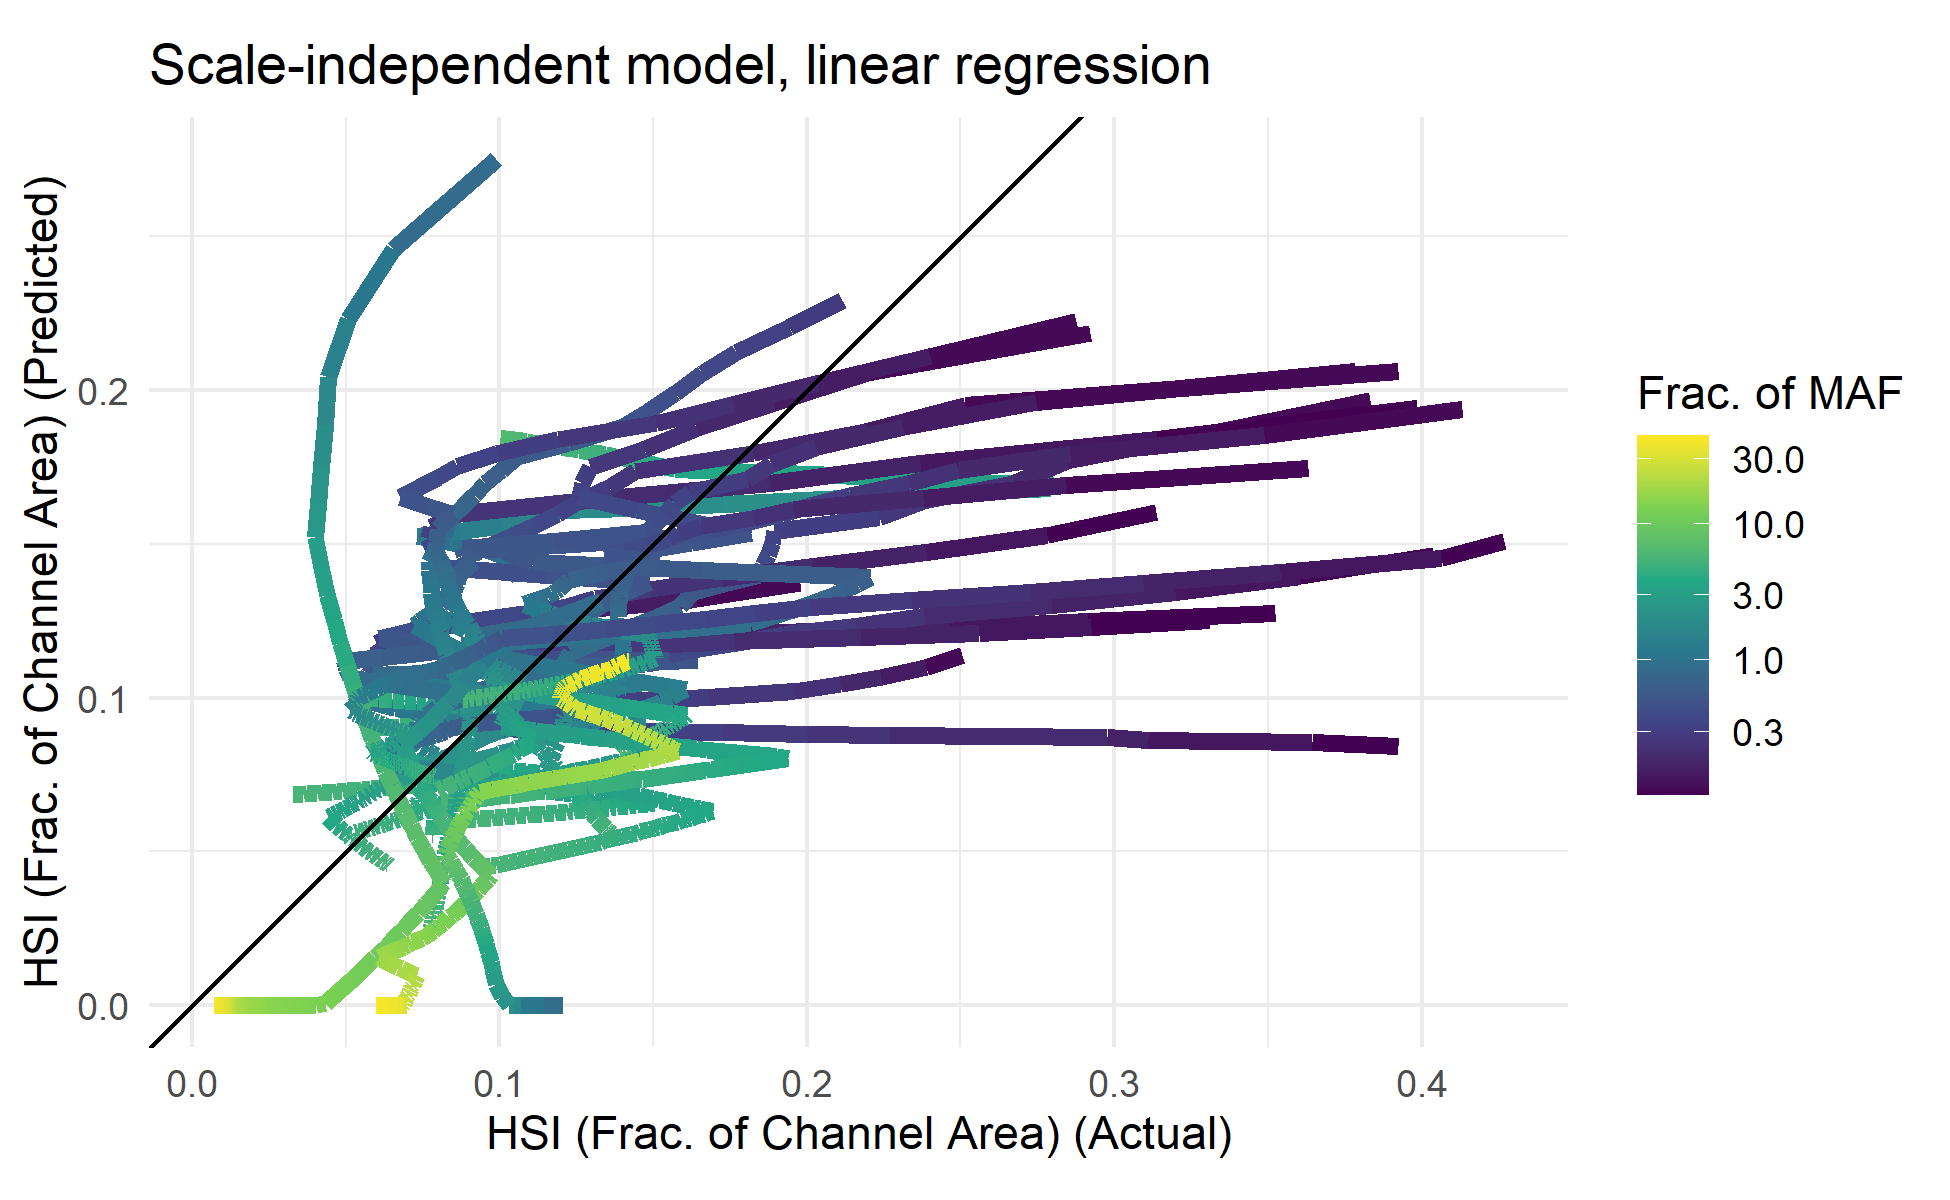 Scale-independent model, linear regression
HSI (Frac. of Channel Area) (Predicted)
0.2
0.1
0.0
0.0 0.1 0.2 0.3 0.4
HSI (Frac. of Channel Area) (Actual)
Frac. of MAF
30.0
10.0
3.0
1.0
0.3